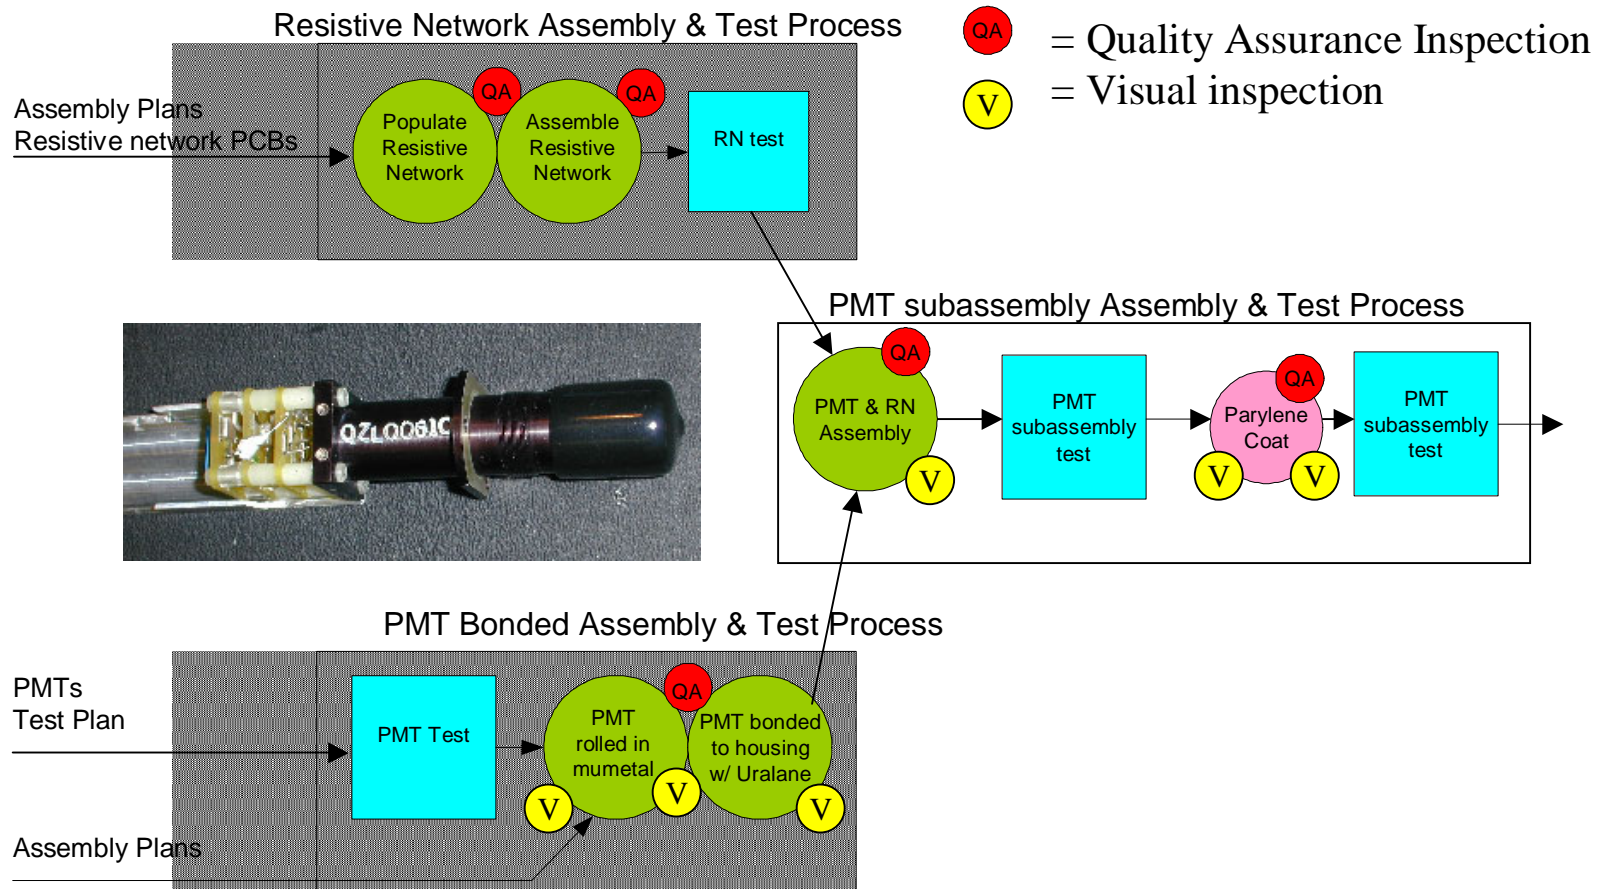 Resistive Network Assembly & Test Process
QA
= Quality Assurance Inspection
V
= Visual inspection
Assembly Plans
Resistive network PCBs
QA
QA
Populate
Resistive
Network
Assemble
Resistive
Network
RN test
PMT subassembly Assembly & Test Process
QA
PMT & RN
Assembly
V
PMT
subassembly
test
QA
Parylene
Coat
V
V
PMT
subassembly
test
QZL0061C
PMT Bonded Assembly & Test Process
PMTs
Test Plan
PMT Test
QA
PMT
rolled in
mumetal
V
V
PMT bonded
to housing
w/ Uralane
V
Assembly Plans